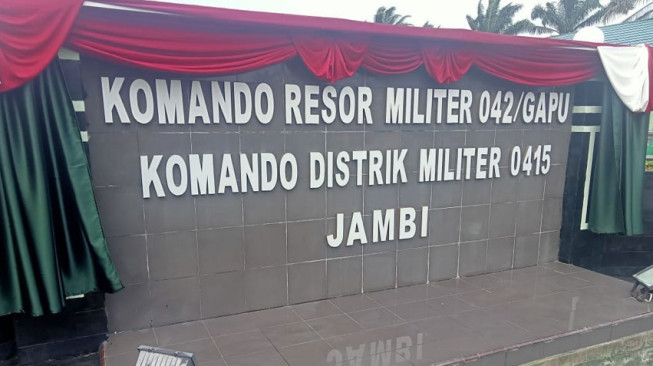 KOMANDO RESOR MILITER 042/GAPU
KOMANDO DISTRIK MILITER 0415
JAMBI